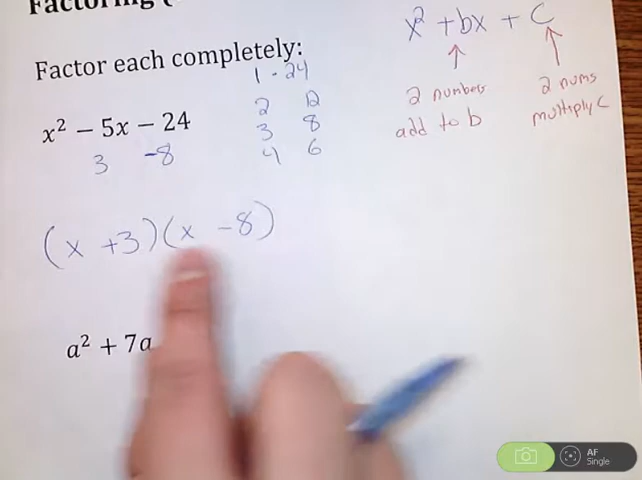 Factoring (
Factor each completely:
x² − 5x − 24
3 -8
1 - 24
2 12
3 8
4 6
(x +3)(x -8)
a² + 7a
x² + bx + C
2 numbers
add to b
2 nums
multiply C
AF
Single